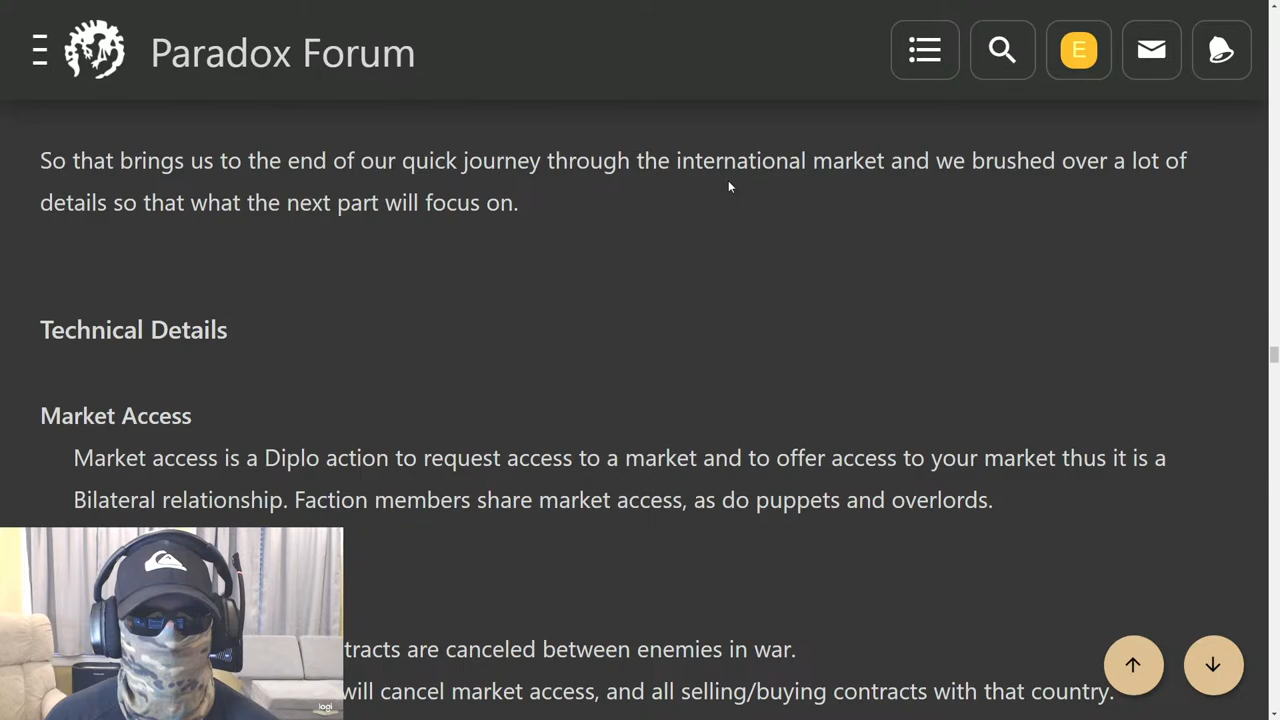 Paradox Forum
E
So that brings us to the end of our quick journey through the international market and we brushed over a lot of
details so that what the next part will focus on.
Technical Details
Market Access
Market access is a Diplo action to request access to a market and to offer access to your market thus it is a
Bilateral relationship. Faction members share market access, as do puppets and overlords.
tracts are canceled between enemies in war.
will cancel market access, and all selling/buying contracts with that country.
logi